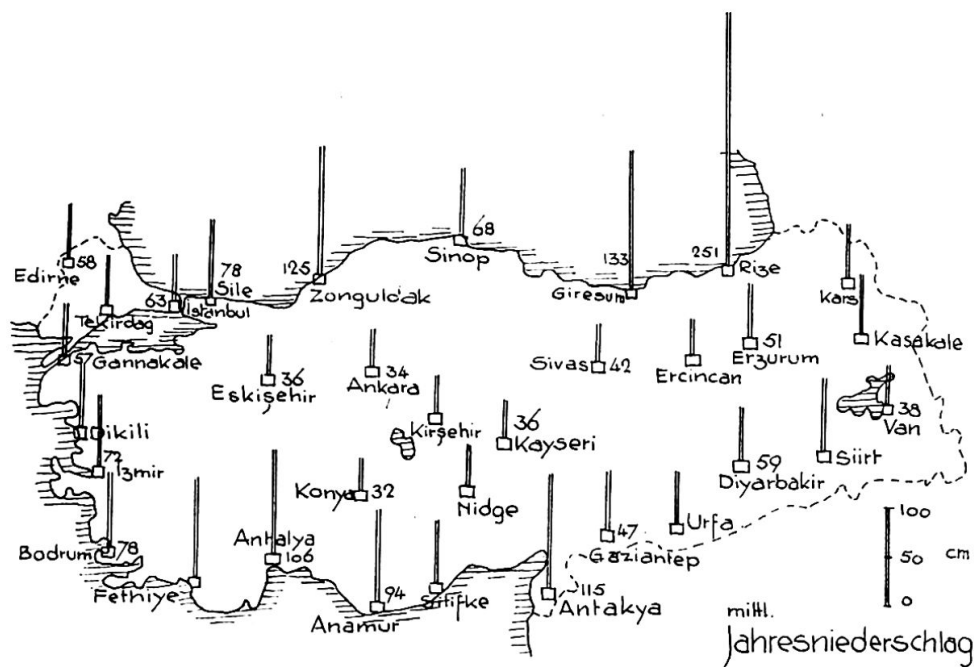 68
Sinop
58
Edirne
78
Sile
125
Zonguldak
133
Giresum
251
Rize
Kars
63
Istanbul
Tekirdag
57
Gannakale
36
Eskişehir
34
Ankara
Sivas
42
Ercincan
51
Erzurum
Kasakale
Dikili
Kirşehir
36
Kayseri
38
Van
72
Izmir
Konya
32
Nidge
59
Diyarbakir
Siirt
Bodrum
78
Antalya
106
47
Gaziantep
Urfa
100
50
cm
0
Fethiye
94
Anamur
Silifke
115
Antakya
mittl.
Jahresniederschlag